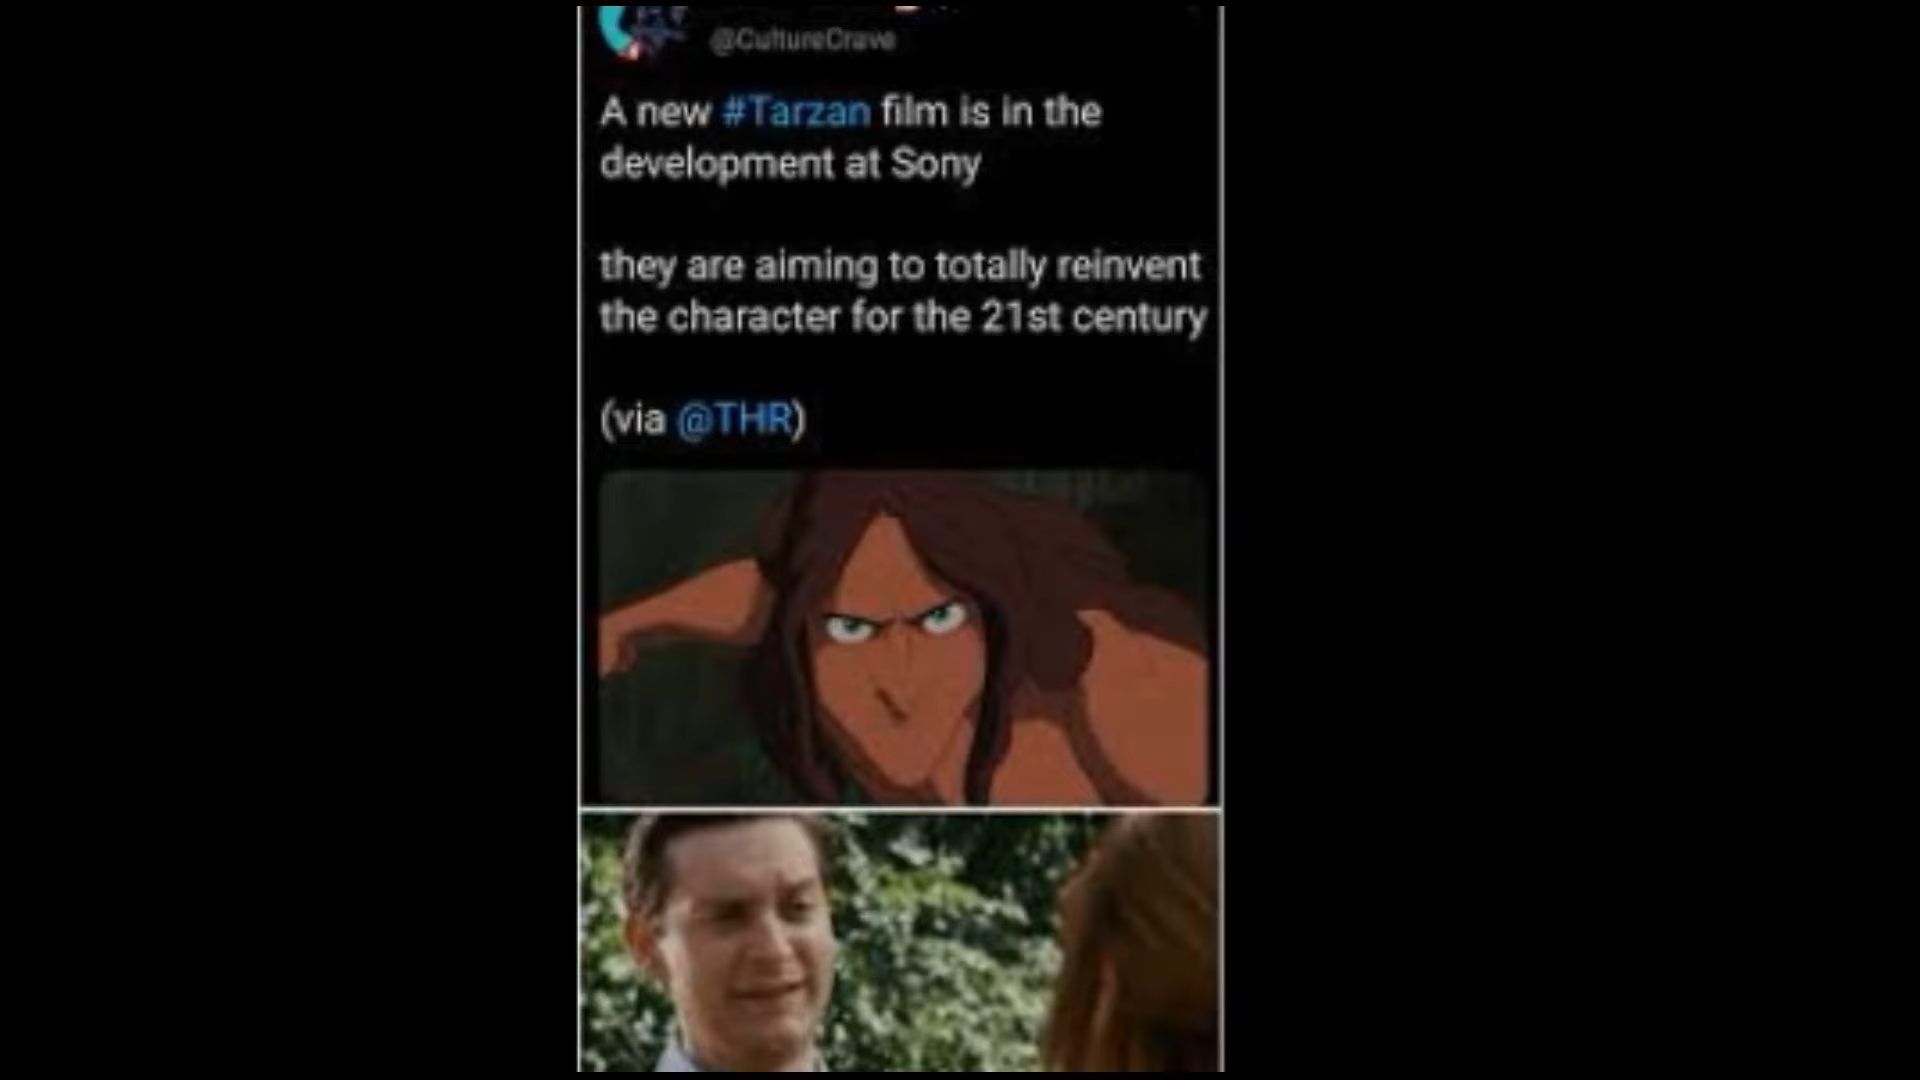 @CultureCrave
A new #Tarzan film is in the
development at Sony
they are aiming to totally reinvent
the character for the 21st century
(via @THR)